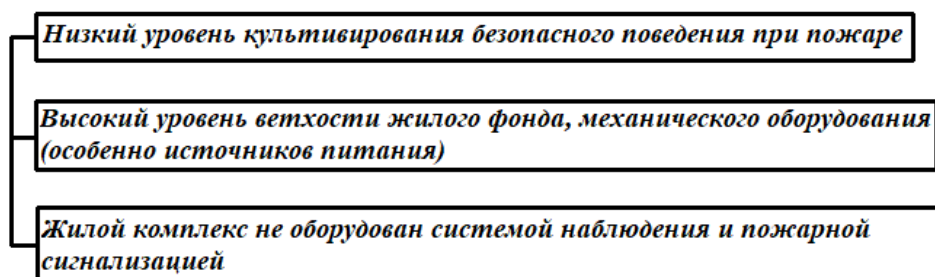 Низкий уровень культивирования безопасного поведения при пожаре
Высокий уровень ветхости жилого фонда, механического оборудования
(особенно источников питания)
Жилой комплекс не оборудован системой наблюдения и пожарной
сигнализацией